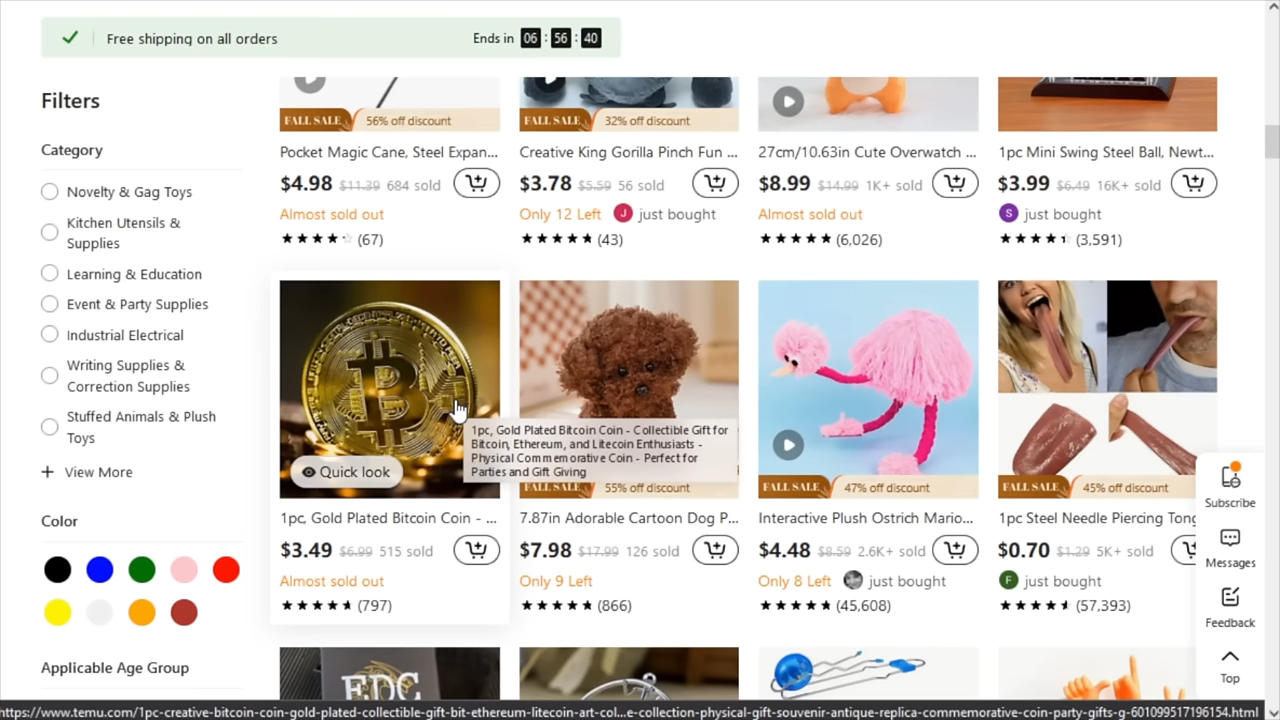 Free shipping on all orders
Ends in 06 : 56 : 40
Filters
Category
Novelty & Gag Toys
Kitchen Utensils &
Supplies
Learning & Education
Event & Party Supplies
Industrial Electrical
Writing Supplies &
Correction Supplies
Stuffed Animals & Plush
Toys
View More
Color
Applicable Age Group
FALL SALE 56% off discount
Pocket Magic Cane, Steel Expan...
$4.98 $11.39 684 sold
Almost sold out
(67)
FALL SALE 32% off discount
Creative King Gorilla Pinch Fun ...
$3.78 $5.59 56 sold
Only 12 Left J just bought
(43)
27cm/10.63in Cute Overwatch ...
$8.99 $14.99 1K+ sold
Almost sold out
(6,026)
1pc Mini Swing Steel Ball, Newt...
$3.99 $6.49 16K+ sold
S just bought
(3,591)
Quick look
1pc, Gold Plated Bitcoin Coin - ...
$3.49 $6.99 515 sold
Almost sold out
(797)
1pc, Gold Plated Bitcoin Coin - Collectible Gift for
Bitcoin, Ethereum, and Litecoin Enthusiasts -
Physical Commemorative Coin - Perfect for
Parties and Gift Giving
FALL SALE 55% off discount
7.87in Adorable Cartoon Dog P...
$7.98 $17.99 126 sold
Only 9 Left
(866)
FALL SALE 47% off discount
Interactive Plush Ostrich Mario...
$4.48 $8.59 2.6K+ sold
Only 8 Left just bought
(45,608)
FALL SALE 45% off discount
1pc Steel Needle Piercing Tong
$0.70 $1.29 5K+ sold
F just bought
(57,393)
EDC
Subscribe
Messages
Feedback
Top
https://www.temu.com/1pc-creative-bitcoin-coin-gold-plated-collectible-gift-bit-ethereum-litecoin-art-col...e-collection-physical-gift-souvenir-antique-replica-commemorative-coin-party-gifts-g-601099517196154.html